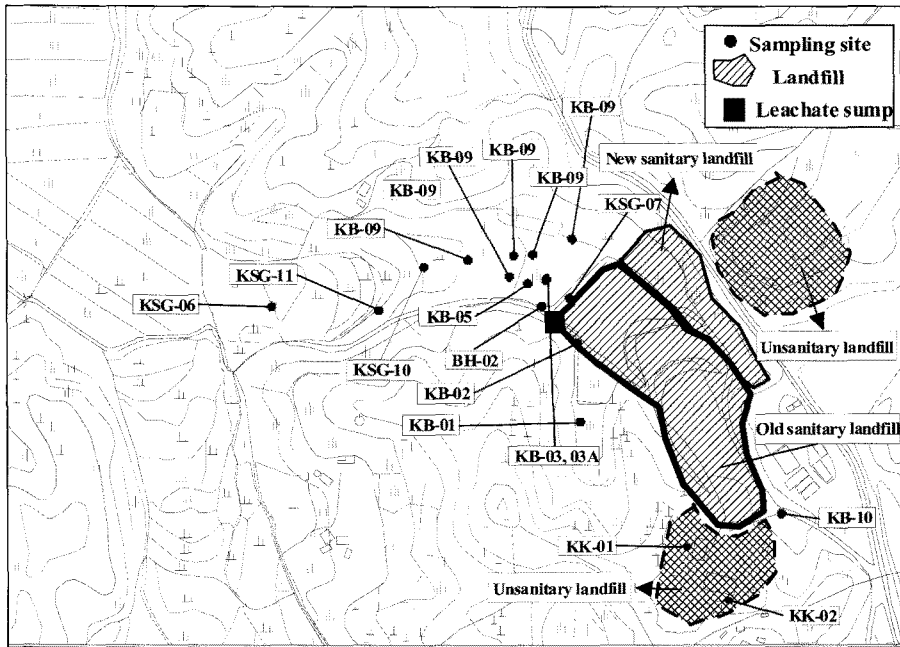 Sampling site
Landfill
Leachate sump
KB-09
KB-09
KB-09
New sanitary landfill
KB-09
KB-09
KSG-07
KB-09
KSG-11
KSG-06
KB-05
Unsanitary landfill
BH-02
KSG-10
KB-02
KB-01
Old sanitary landfill
KB-03, 03A
KB-10
KK-01
Unsanitary landfill
KK-02